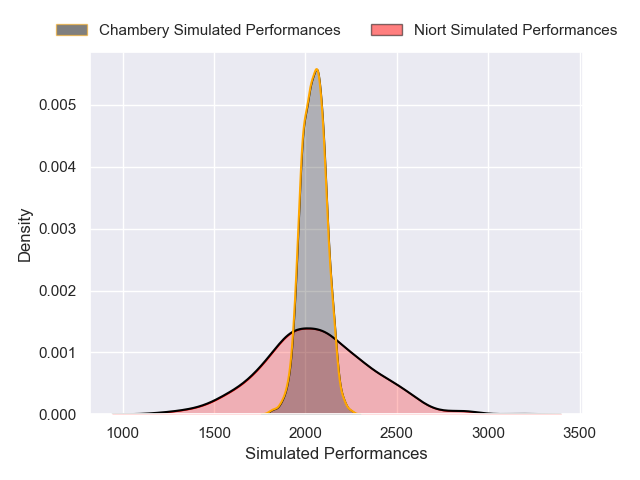 Chambery Simulated Performances
Niort Simulated Performances
0.005
0.004
0.003
0.002
0.001
0.000
Density
1000 1500 2000 2500 3000 3500
Simulated Performances